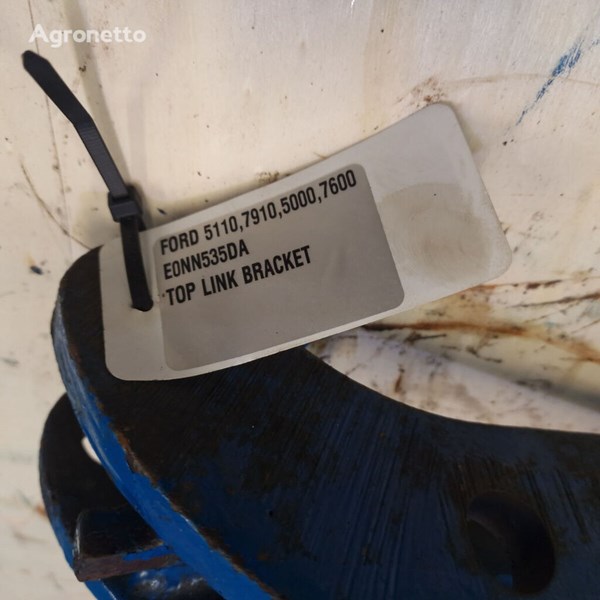 Agronetto
FORD 5110,7910,5000,7600
E0NN535DA
TOP LINK BRACKET